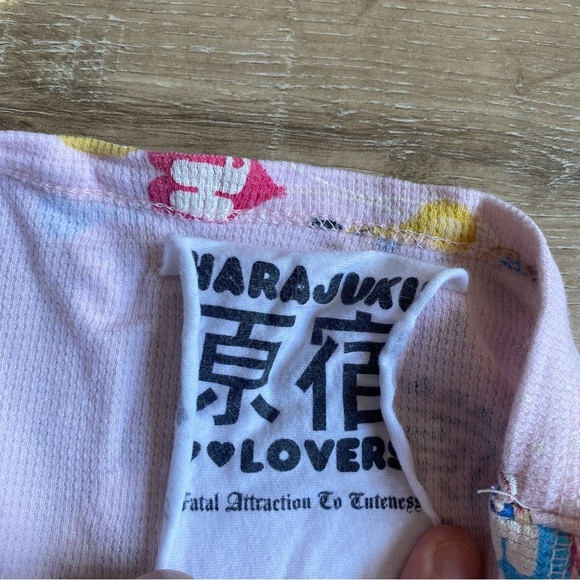 HARAJUKU
原宿
LOVERS
Fatal Attraction To Cuteness